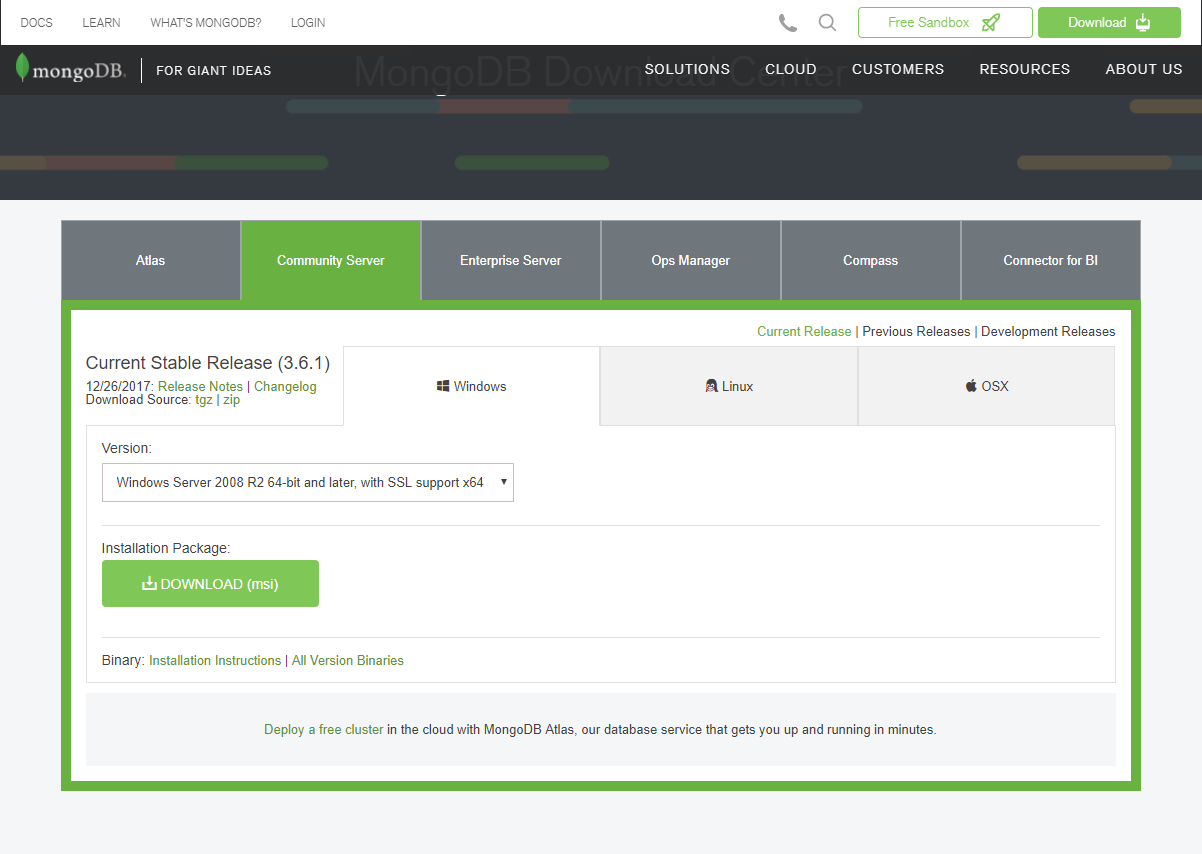 DOCS LEARN WHAT'S MONGODB? LOGIN Free Sandbox Download
mongoDB. FOR GIANT IDEAS MongoDB Download Center SOLUTIONS CLOUD CUSTOMERS RESOURCES ABOUT US
Atlas Community Server Enterprise Server Ops Manager Compass Connector for BI
Current Release | Previous Releases | Development Releases
Current Stable Release (3.6.1)
12/26/2017: Release Notes | Changelog
Download Source: tgz | zip
Windows Linux OSX
Version:
Windows Server 2008 R2 64-bit and later, with SSL support x64
Installation Package:
DOWNLOAD (msi)
Binary: Installation Instructions | All Version Binaries
Deploy a free cluster in the cloud with MongoDB Atlas, our database service that gets you up and running in minutes.